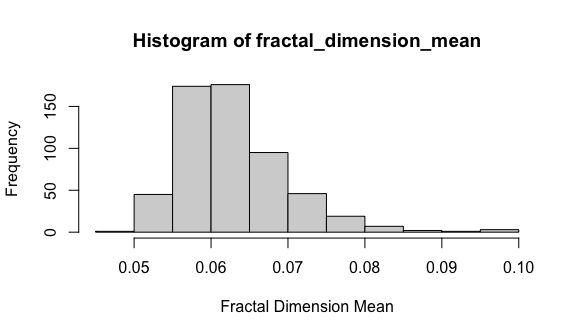 Histogram of fractal_dimension_mean
Frequency
150
100
50
0
0.05 0.06 0.07 0.08 0.09 0.10
Fractal Dimension Mean